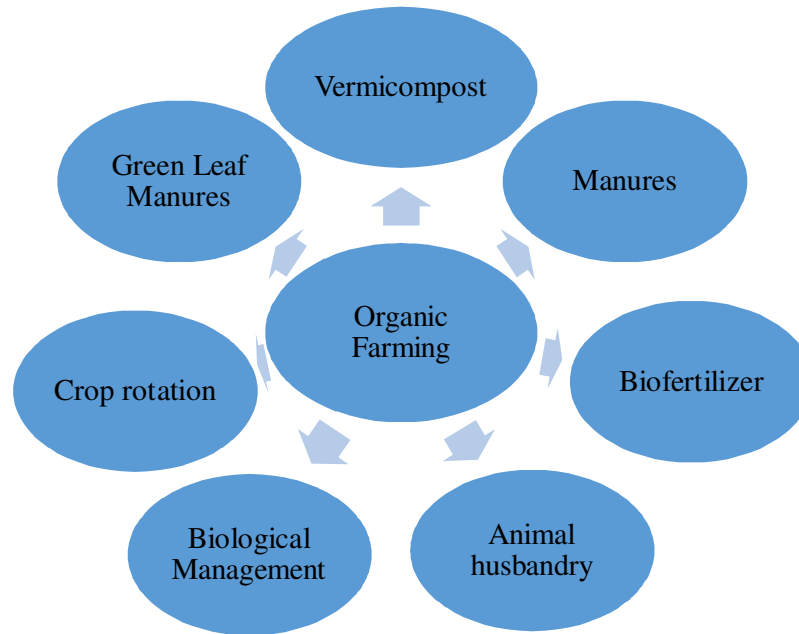 Vermicompost
Green Leaf
Manures
Manures
Organic
Farming
Crop rotation
Biofertilizer
Biological
Management
Animal
husbandry